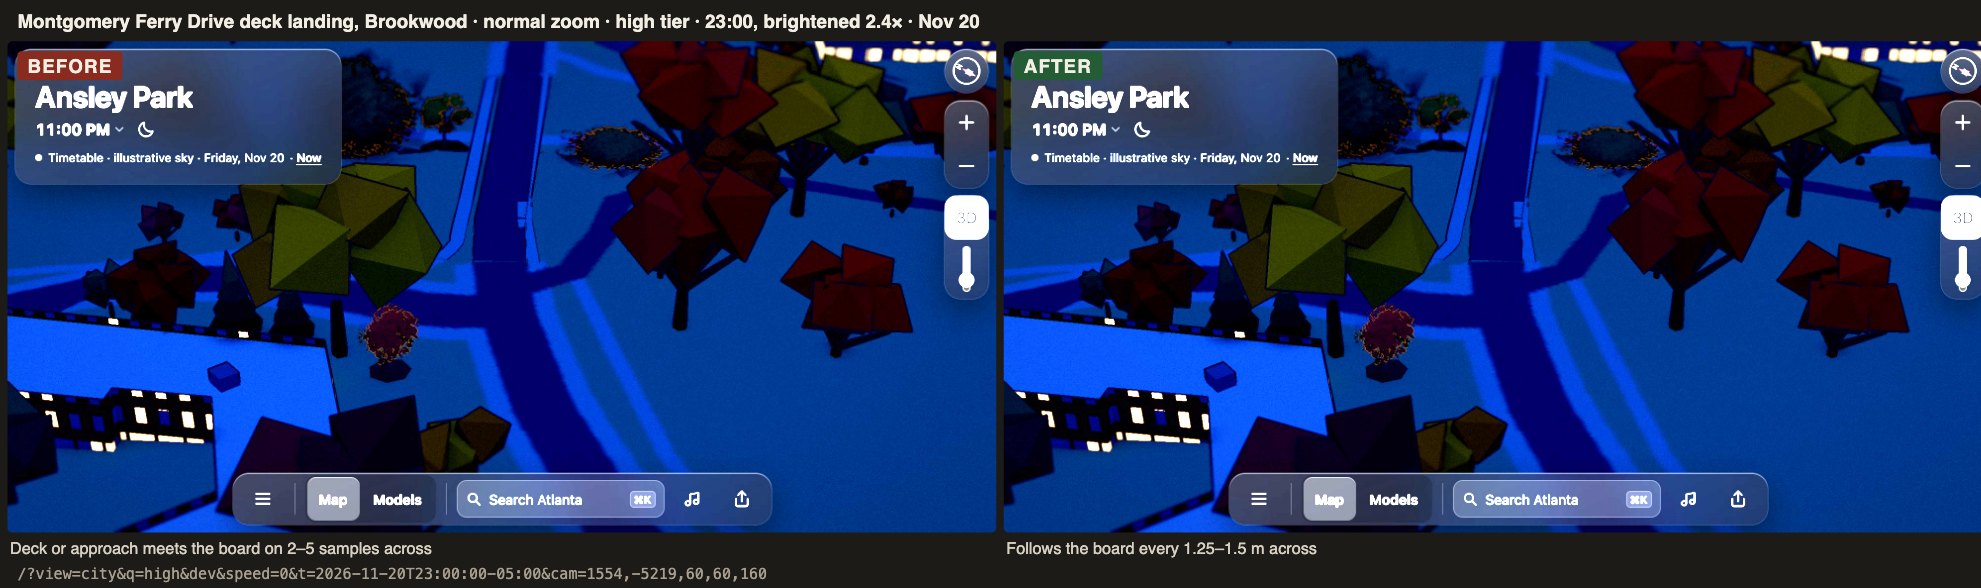 Montgomery Ferry Drive deck landing, Brookwood · normal zoom · high tier · 23:00, brightened 2.4× · Nov 20
BEFORE
Ansley Park
11:00 PM
Timetable · illustrative sky · Friday, Nov 20 · Now
+
−
3D
Map
Models
Search Atlanta
⌘K
Deck or approach meets the board on 2–5 samples across
AFTER
Ansley Park
11:00 PM
Timetable · illustrative sky · Friday, Nov 20 · Now
+
−
3D
Map
Models
Search Atlanta
⌘K
Follows the board every 1.25–1.5 m across
/?view=city&q=high&dev&speed=0&t=2026-11-20T23:00:00-05:00&cam=1554,-5219,60,60,160